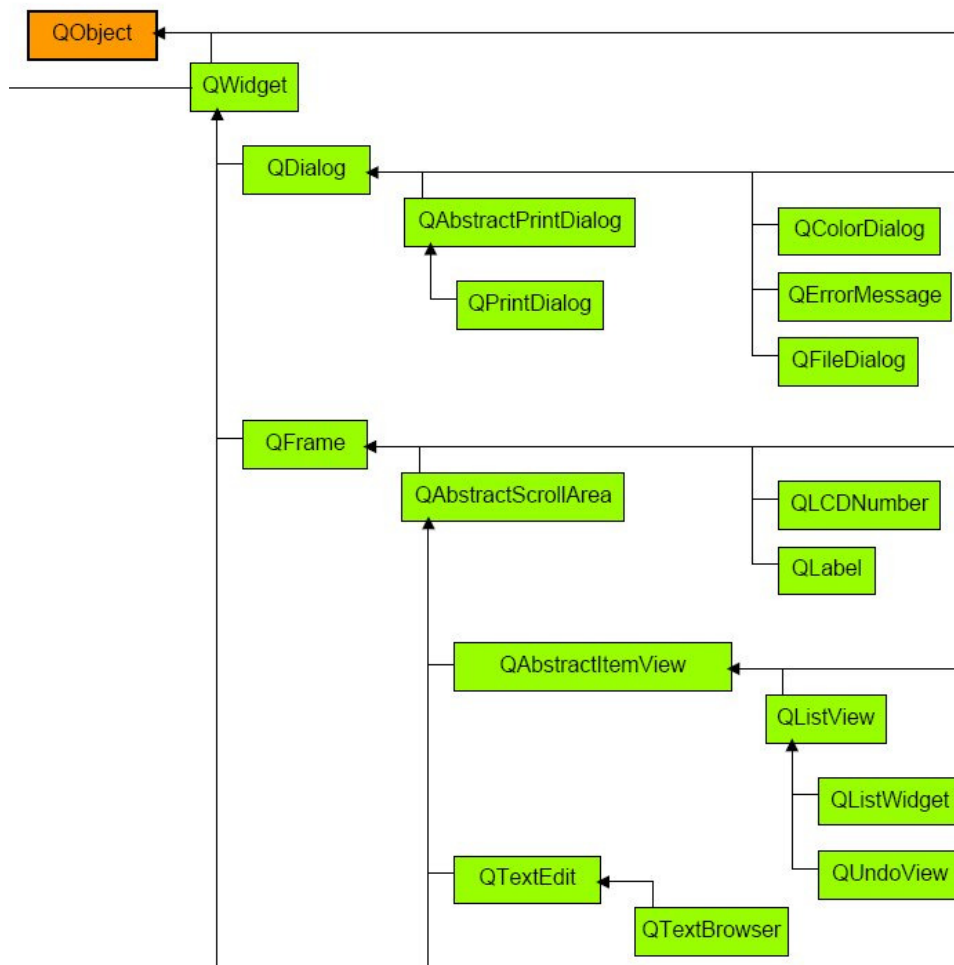 QObject
QWidget
QDialog
QAbstractPrintDialog
QColorDialog
QPrintDialog
QErrorMessage
QFileDialog
QFrame
QAbstractScrollArea
QLCDNumber
QLabel
QAbstractItemView
QListView
QListWidget
QTextEdit
QUndoView
QTextBrowser